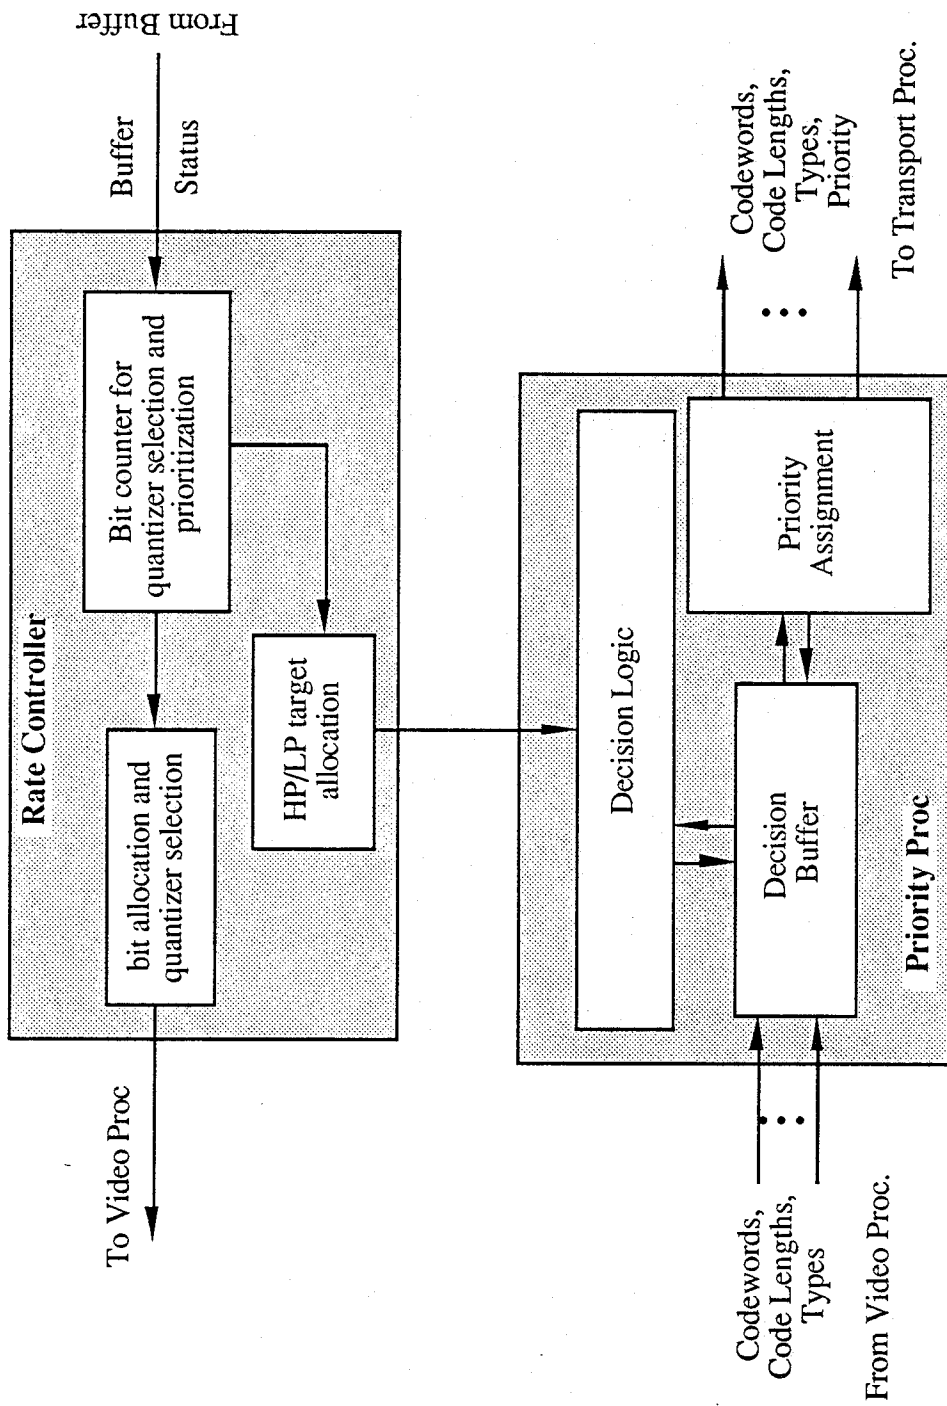 From Buffer
Buffer
Status
Rate Controller
Bit counter for
quantizer selection and
prioritization
bit allocation and
quantizer selection
HP/LP target
allocation
To Video Proc
Decision Logic
Decision
Buffer
Priority
Assignment
Priority Proc
Codewords,
Code Lengths,
Types
From Video Proc.
Codewords,
Code Lengths,
Types,
Priority
To Transport Proc.